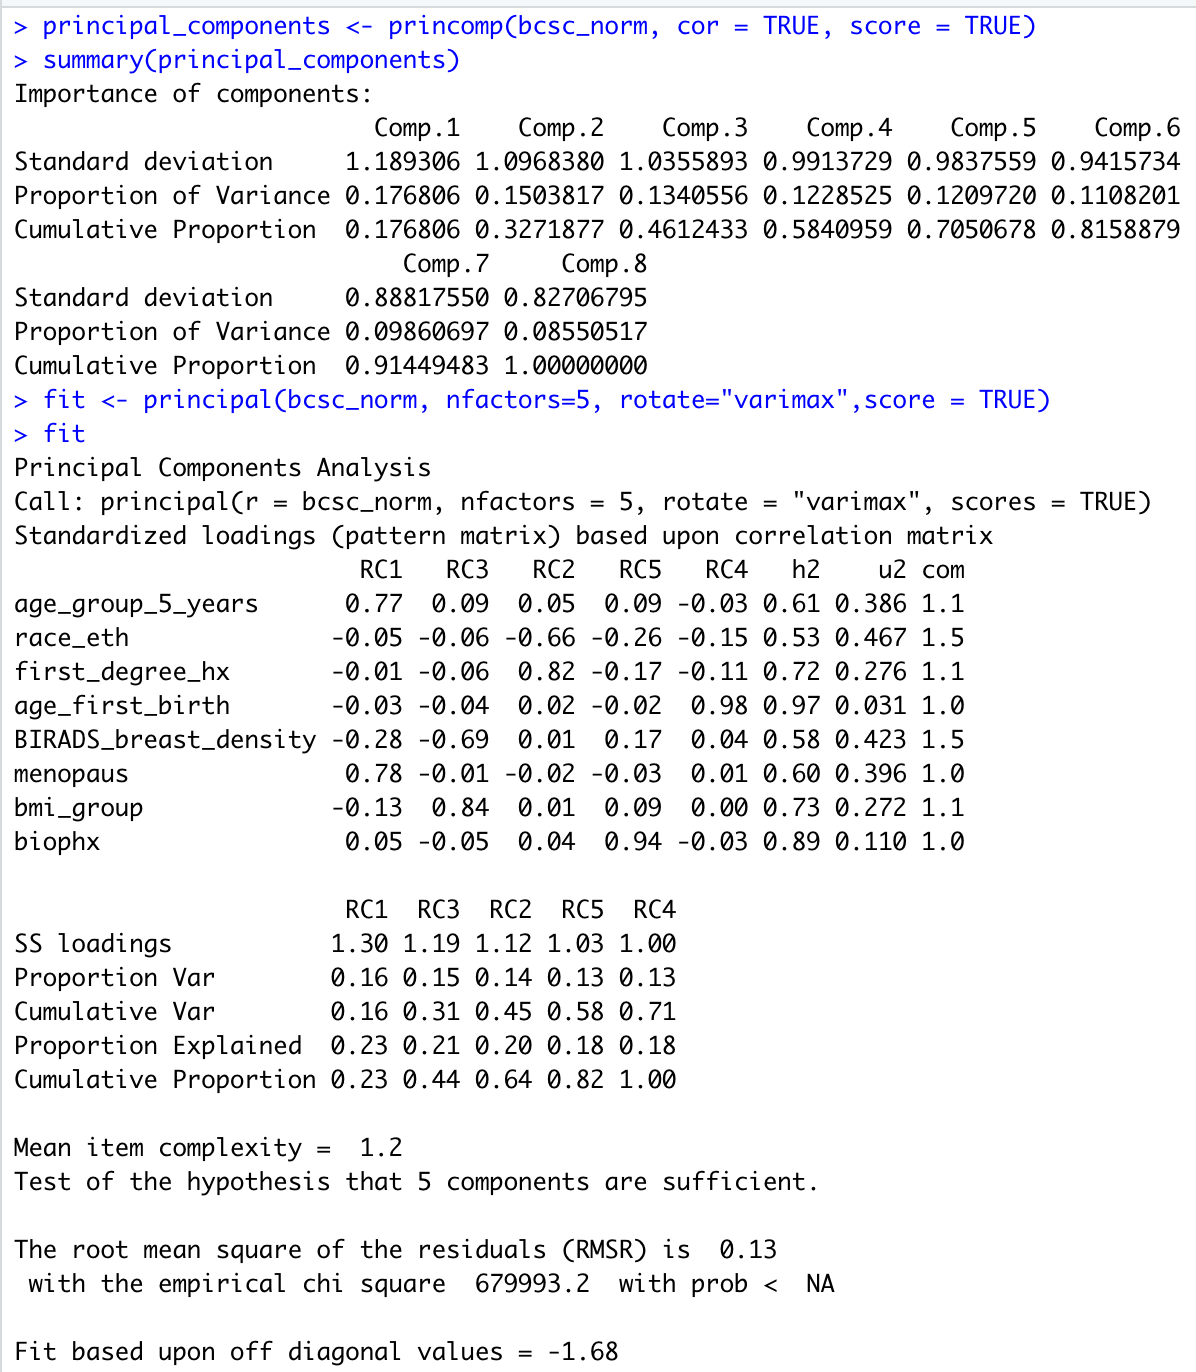 > principal_components <- princomp(bcsc_norm, cor = TRUE, score = TRUE)
> summary(principal_components)
Importance of components:
                         Comp.1    Comp.2    Comp.3    Comp.4    Comp.5    Comp.6
Standard deviation     1.189306 1.0968380 1.0355893 0.9913729 0.9837559 0.9415734
Proportion of Variance 0.176806 0.1503817 0.1340556 0.1228525 0.1209720 0.1108201
Cumulative Proportion  0.176806 0.3271877 0.4612433 0.5840959 0.7050678 0.8158879
                           Comp.7     Comp.8
Standard deviation     0.88817550 0.82706795
Proportion of Variance 0.09860697 0.08550517
Cumulative Proportion  0.91449483 1.00000000
> fit <- principal(bcsc_norm, nfactors=5, rotate="varimax",score = TRUE)
> fit
Principal Components Analysis
Call: principal(r = bcsc_norm, nfactors = 5, rotate = "varimax", scores = TRUE)
Standardized loadings (pattern matrix) based upon correlation matrix
                        RC1   RC3   RC2   RC5   RC4   h2    u2 com
age_group_5_years      0.77  0.09  0.05  0.09 -0.03 0.61 0.386 1.1
race_eth              -0.05 -0.06 -0.66 -0.26 -0.15 0.53 0.467 1.5
first_degree_hx       -0.01 -0.06  0.82 -0.17 -0.11 0.72 0.276 1.1
age_first_birth       -0.03 -0.04  0.02 -0.02  0.98 0.97 0.031 1.0
BIRADS_breast_density -0.28 -0.69  0.01  0.17  0.04 0.58 0.423 1.5
menopaus               0.78 -0.01 -0.02 -0.03  0.01 0.60 0.396 1.0
bmi_group             -0.13  0.84  0.01  0.09  0.00 0.73 0.272 1.1
biophx                 0.05 -0.05  0.04  0.94 -0.03 0.89 0.110 1.0
                       RC1  RC3  RC2  RC5  RC4
SS loadings           1.30 1.19 1.12 1.03 1.00
Proportion Var        0.16 0.15 0.14 0.13 0.13
Cumulative Var        0.16 0.31 0.45 0.58 0.71
Proportion Explained  0.23 0.21 0.20 0.18 0.18
Cumulative Proportion 0.23 0.44 0.64 0.82 1.00
Mean item complexity =  1.2
Test of the hypothesis that 5 components are sufficient.
The root mean square of the residuals (RMSR) is  0.13
 with the empirical chi square  679993.2  with prob <  NA
Fit based upon off diagonal values = -1.68